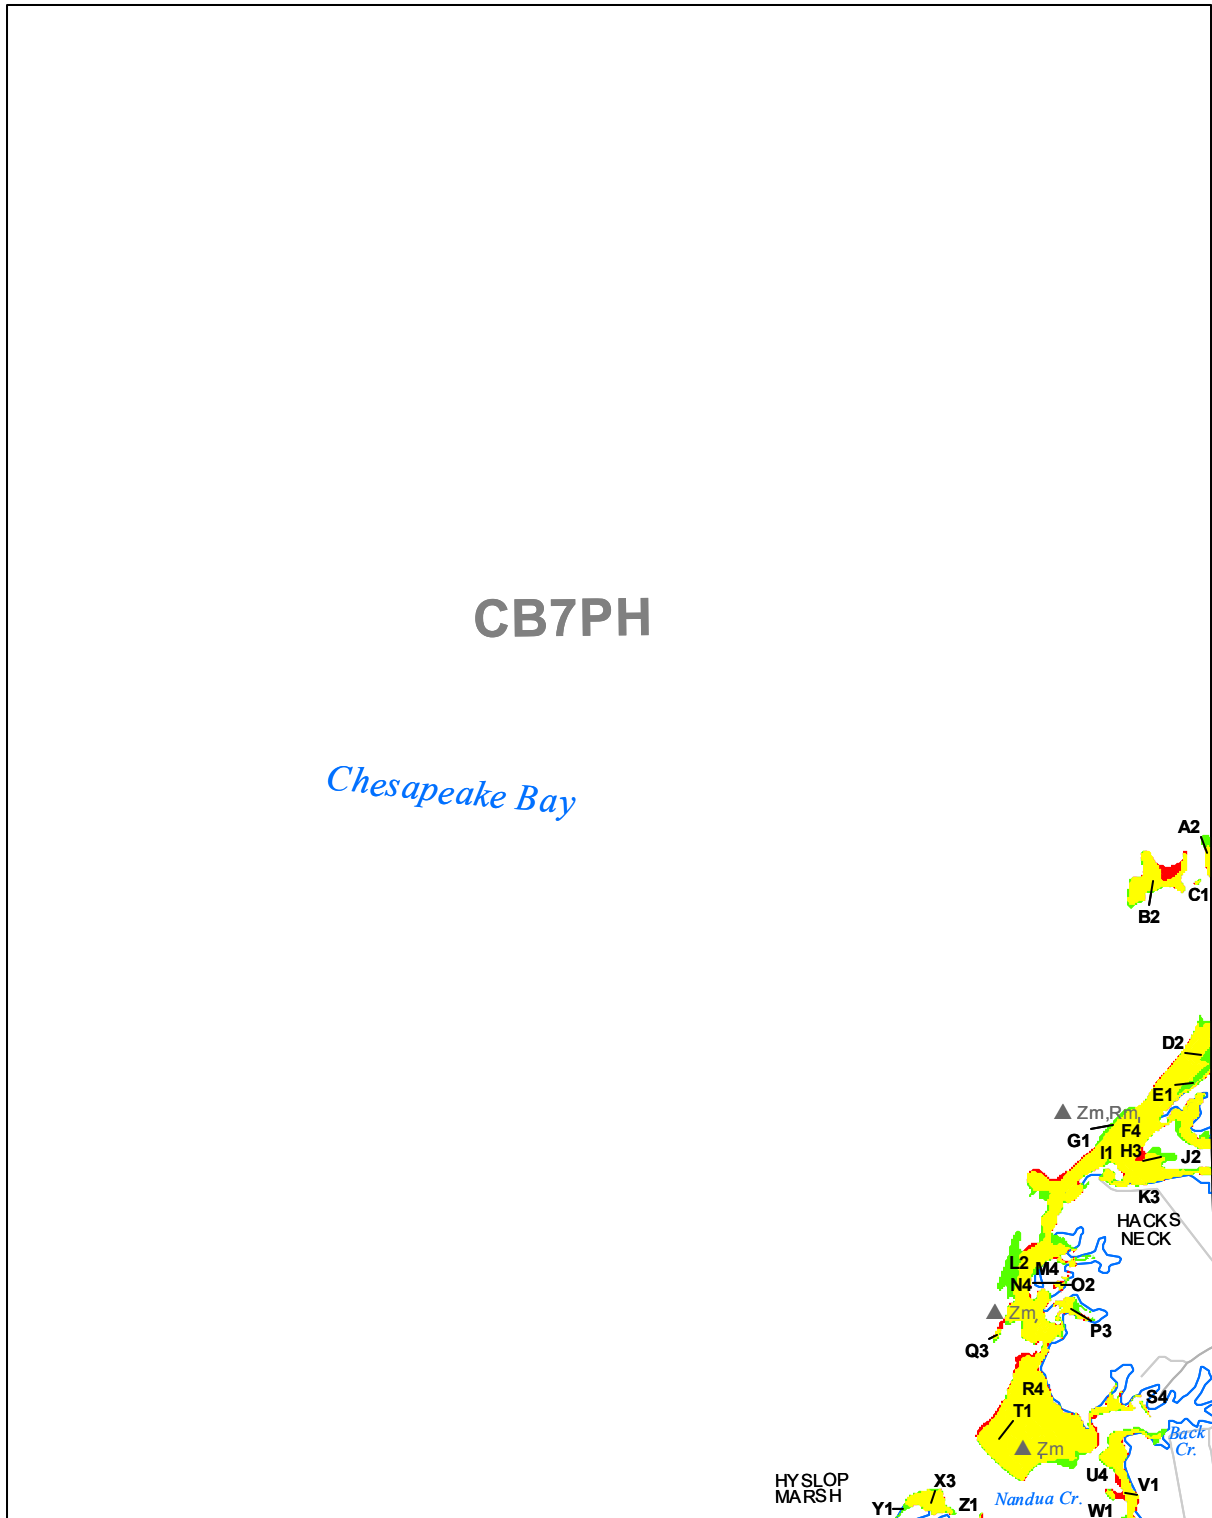 CB7PH
Chesapeake Bay
A2
C1
B2
D2
E1
Zm,Rm,
F4
G1
I1 H3
J2
K3
HACKS
NECK
L2 M4
N4 O2
Zm,
P3
Q3
R4
S4
T1
Back
Cr.
Zm
U4
HYSLOP
MARSH
X3
V1
Nandua Cr.
Y1
Z1
W1